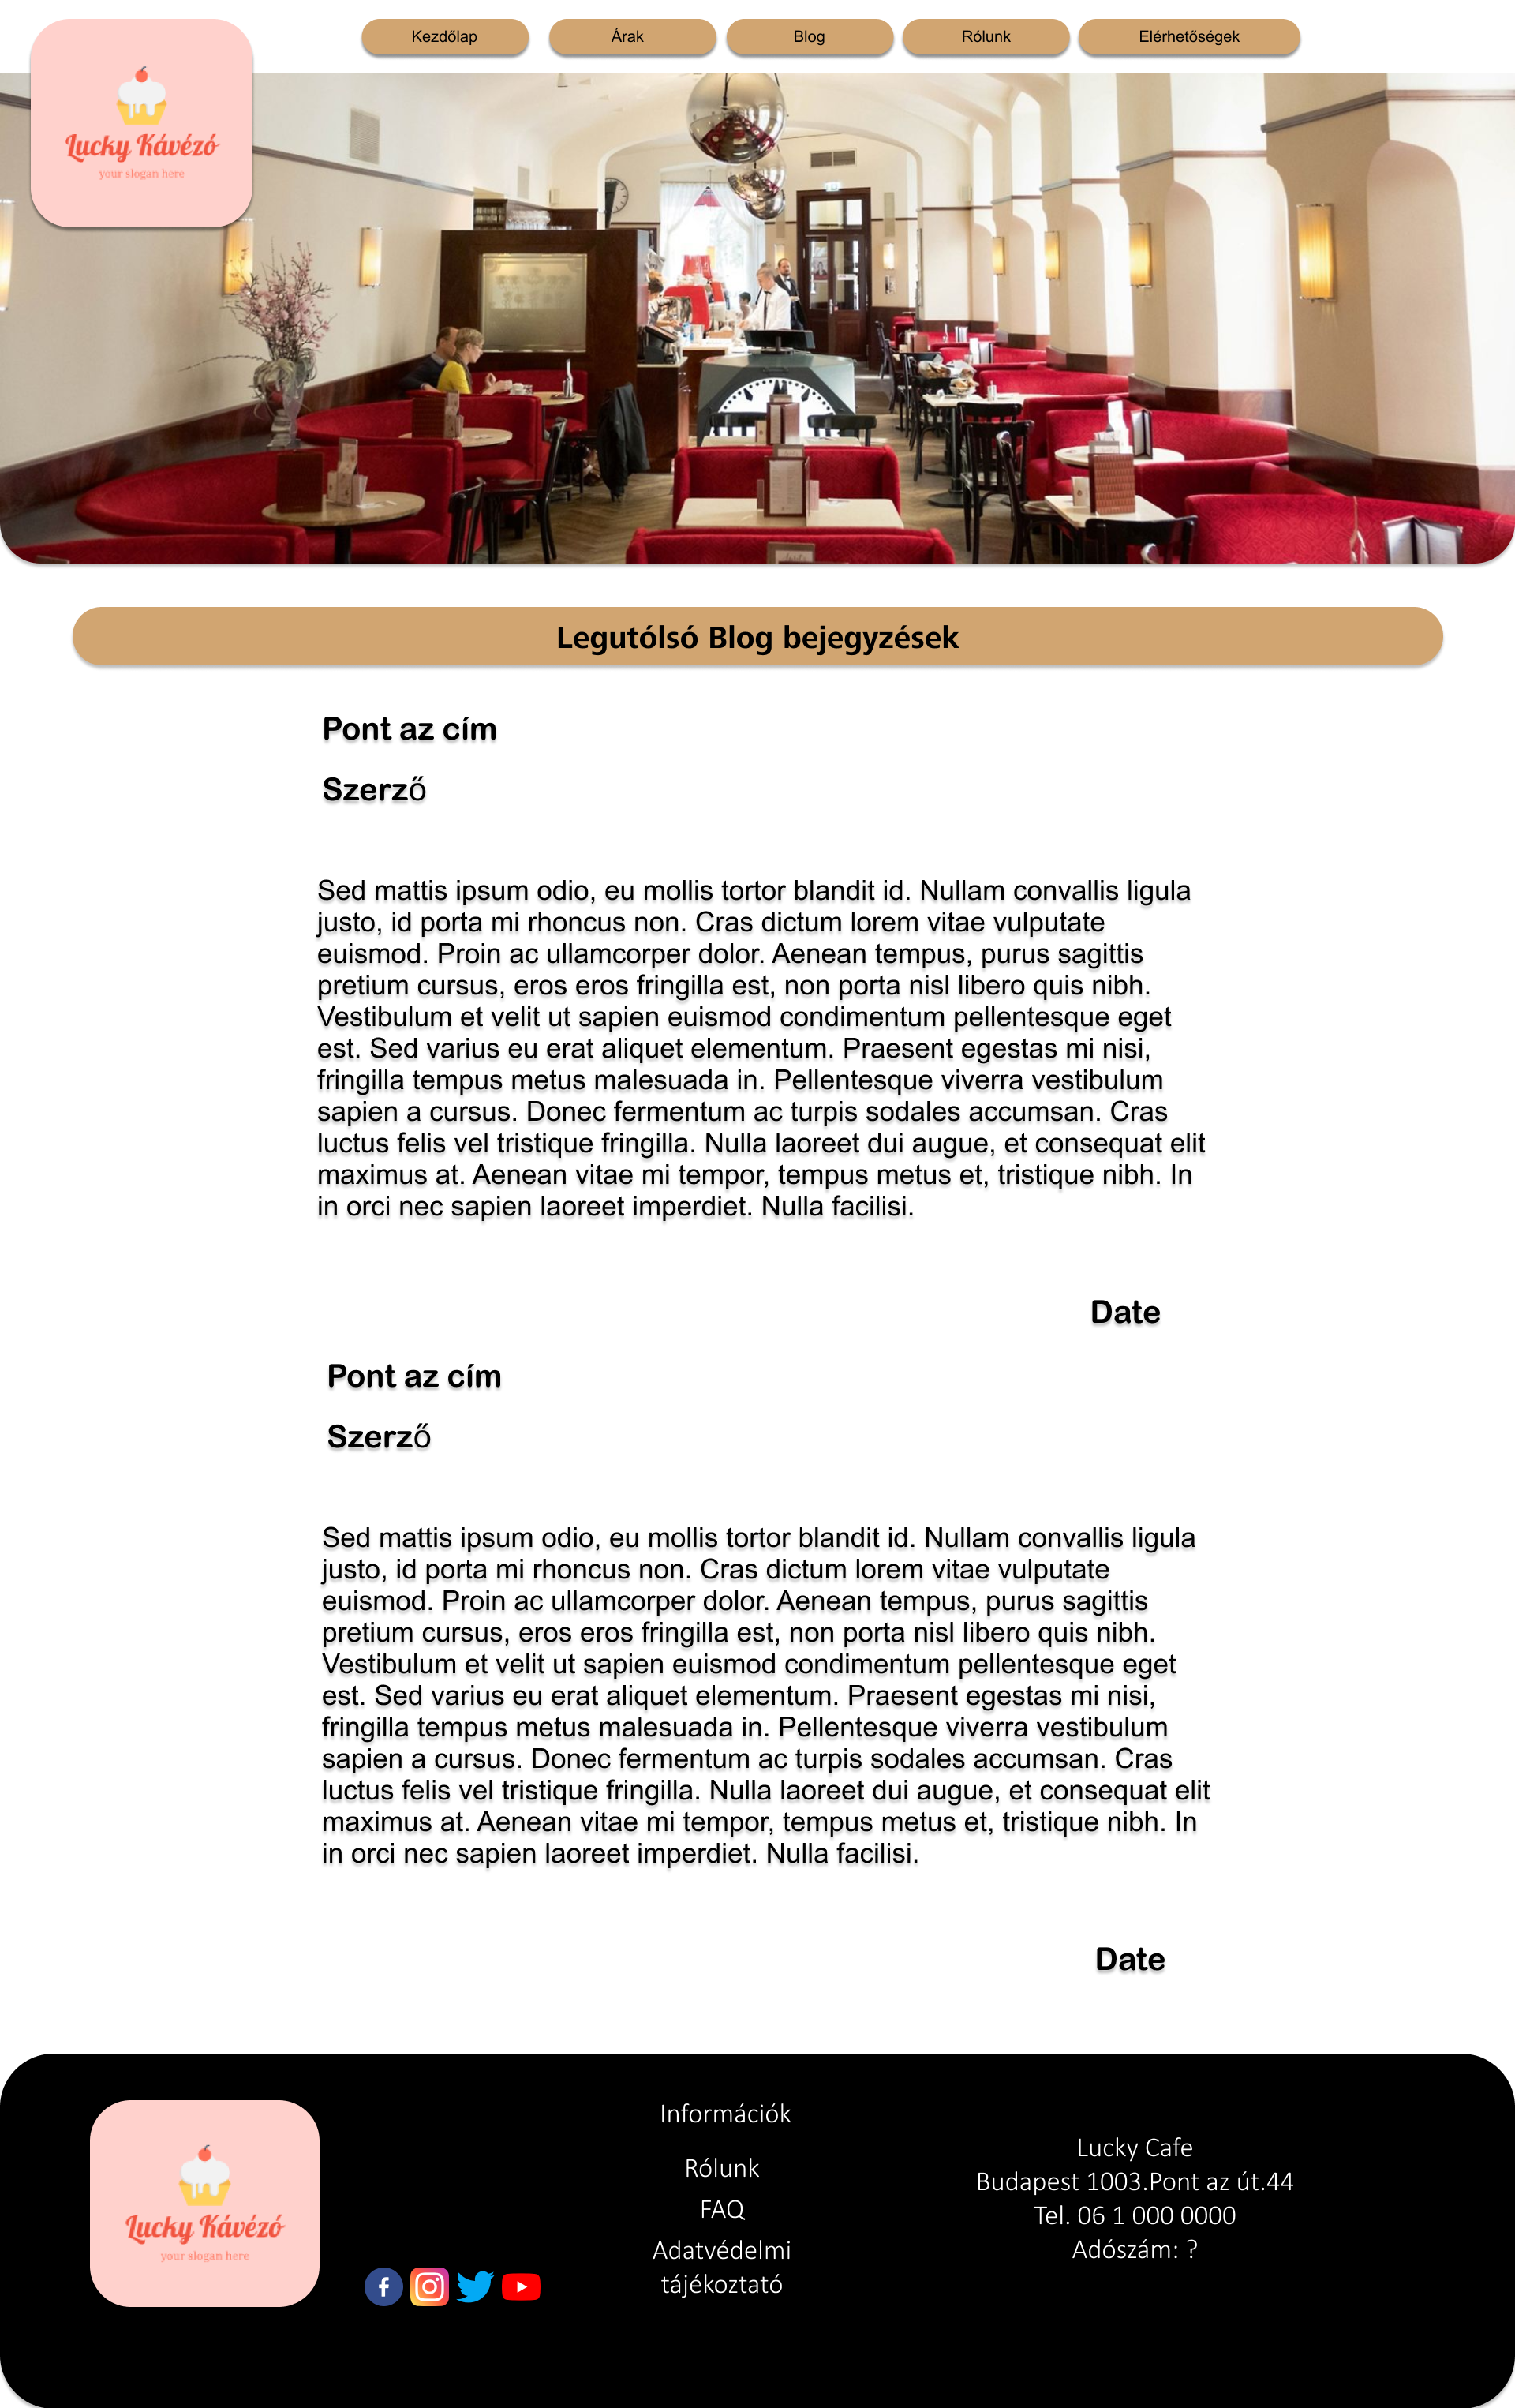 Kezdőlap
Árak
Blog
Rólunk
Elérhetőségek
Lucky Kávézó
your slogan here
Legutólsó Blog bejegyzések
Pont az cím
Szerző
Sed mattis ipsum odio, eu mollis tortor blandit id. Nullam convallis ligula
justo, id porta mi rhoncus non. Cras dictum lorem vitae vulputate
euismod. Proin ac ullamcorper dolor. Aenean tempus, purus sagittis
pretium cursus, eros eros fringilla est, non porta nisl libero quis nibh.
Vestibulum et velit ut sapien euismod condimentum pellentesque eget
est. Sed varius eu erat aliquet elementum. Praesent egestas mi nisi,
fringilla tempus metus malesuada in. Pellentesque viverra vestibulum
sapien a cursus. Donec fermentum ac turpis sodales accumsan. Cras
luctus felis vel tristique fringilla. Nulla laoreet dui augue, et consequat elit
maximus at. Aenean vitae mi tempor, tempus metus et, tristique nibh. In
in orci nec sapien laoreet imperdiet. Nulla facilisi.
Date
Pont az cím
Szerző
Sed mattis ipsum odio, eu mollis tortor blandit id. Nullam convallis ligula
justo, id porta mi rhoncus non. Cras dictum lorem vitae vulputate
euismod. Proin ac ullamcorper dolor. Aenean tempus, purus sagittis
pretium cursus, eros eros fringilla est, non porta nisl libero quis nibh.
Vestibulum et velit ut sapien euismod condimentum pellentesque eget
est. Sed varius eu erat aliquet elementum. Praesent egestas mi nisi,
fringilla tempus metus malesuada in. Pellentesque viverra vestibulum
sapien a cursus. Donec fermentum ac turpis sodales accumsan. Cras
luctus felis vel tristique fringilla. Nulla laoreet dui augue, et consequat elit
maximus at. Aenean vitae mi tempor, tempus metus et, tristique nibh. In
in orci nec sapien laoreet imperdiet. Nulla facilisi.
Date
Lucky Kávézó
your slogan here
Információk
Rólunk
FAQ
Adatvédelmi
tájékoztató
Lucky Cafe
Budapest 1003.Pont az út.44
Tel. 06 1 000 0000
Adószám: ?